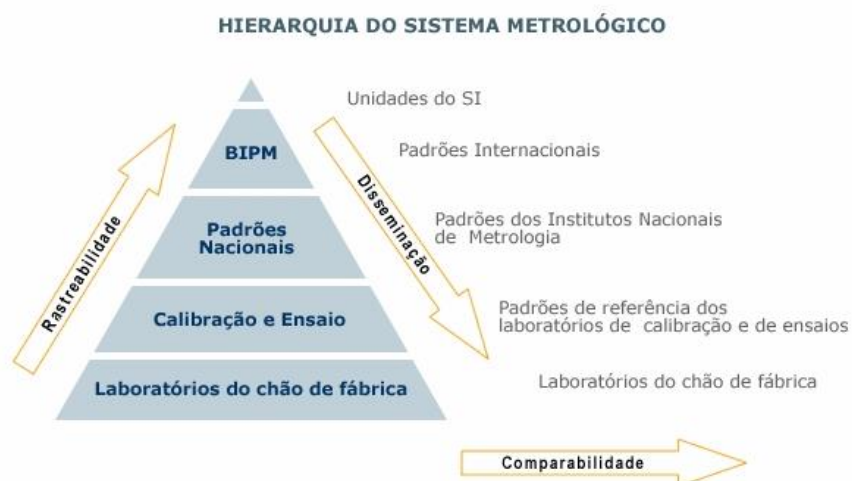 HIERARQUIA DO SISTEMA METROLÓGICO
Unidades do SI
BIPM
Padrões Internacionais
Rastreabilidade
Disseminação
Padrões
Nacionais
Padrões dos Institutos Nacionais
de Metrologia
Calibração e Ensaio
Padrões de referência dos
laboratórios de calibração e de ensaios
Laboratórios do chão de fábrica
Laboratórios do chão de fábrica
Comparabilidade